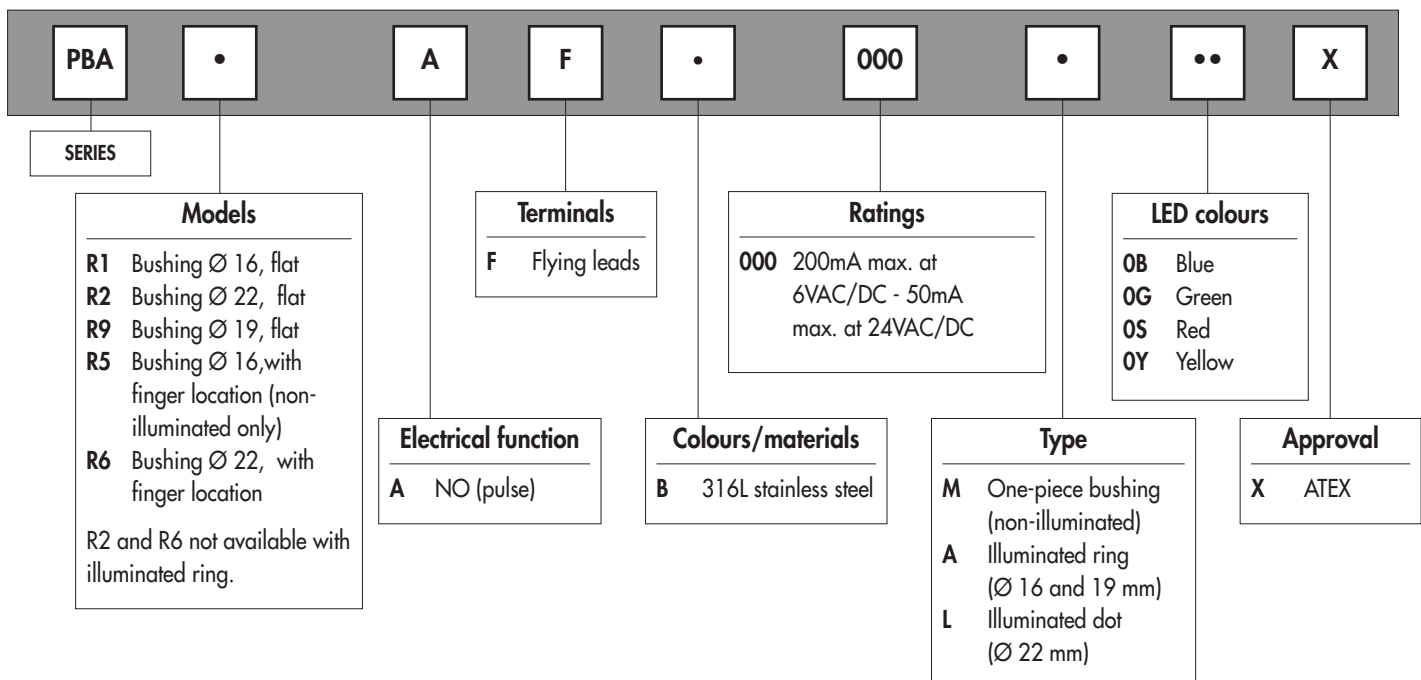 PBA • A F • 000 • •• X
SERIES
Models
R1 Bushing Ø 16, flat
R2 Bushing Ø 22, flat
R9 Bushing Ø 19, flat
R5 Bushing Ø 16,with
finger location (non-
illuminated only)
R6 Bushing Ø 22, with
finger location
R2 and R6 not available with
illuminated ring.
Electrical function
A NO (pulse)
Terminals
F Flying leads
Colours/materials
B 316L stainless steel
Ratings
000 200mA max. at
6VAC/DC - 50mA
max. at 24VAC/DC
Type
M One-piece bushing
(non-illuminated)
A Illuminated ring
(Ø 16 and 19 mm)
L Illuminated dot
(Ø 22 mm)
LED colours
0B Blue
0G Green
0S Red
0Y Yellow
Approval
X ATEX